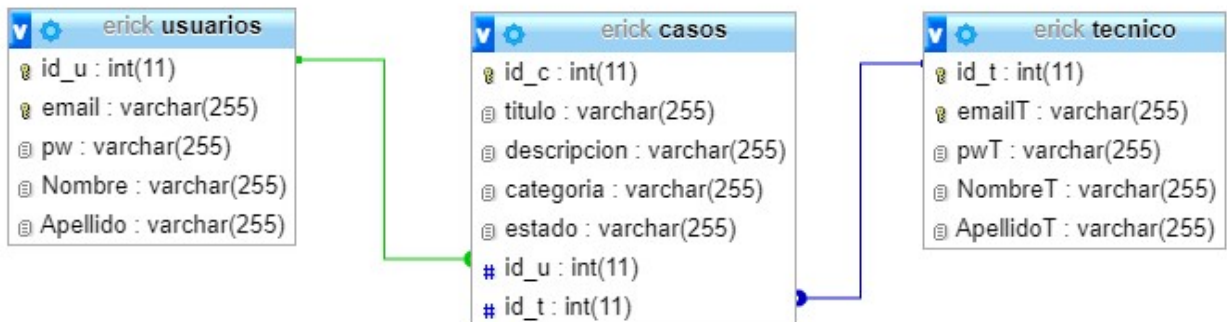 v erick usuarios
id_u : int(11)
email : varchar(255)
pw : varchar(255)
Nombre : varchar(255)
Apellido : varchar(255)
v erick casos
id_c : int(11)
titulo : varchar(255)
descripcion : varchar(255)
categoria : varchar(255)
estado : varchar(255)
# id_u : int(11)
# id_t : int(11)
v erick tecnico
id_t : int(11)
emailT : varchar(255)
pwT : varchar(255)
NombreT : varchar(255)
ApellidoT : varchar(255)